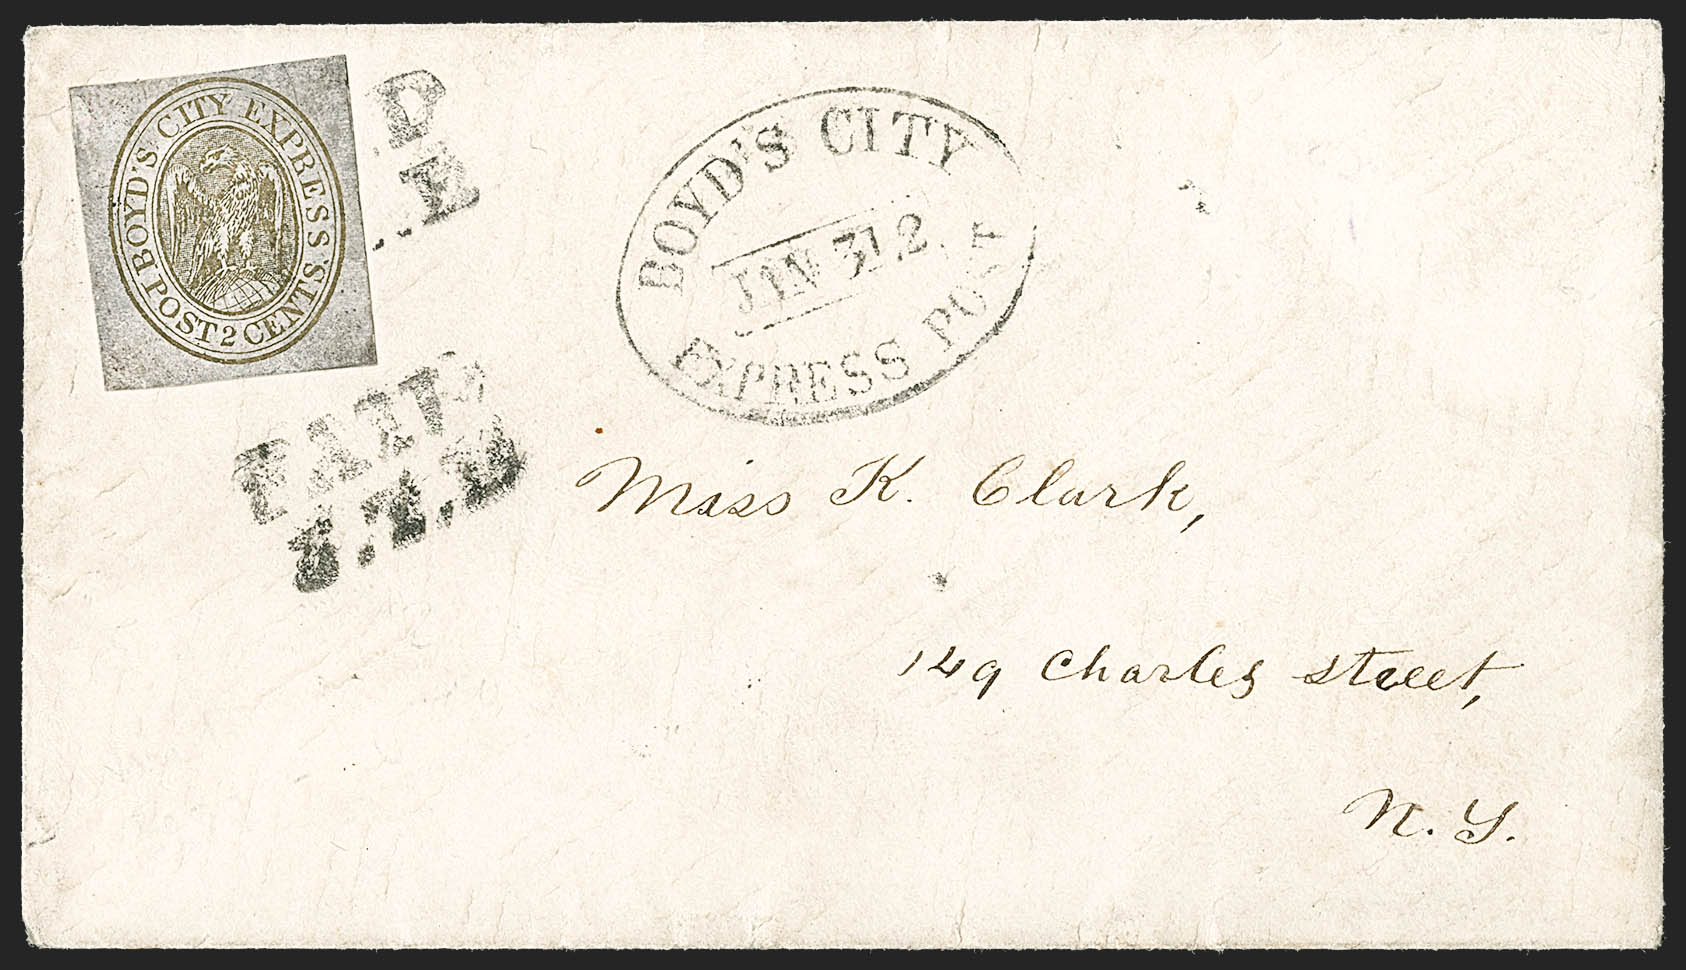 BOYD'S CITY EXPRESS
POST 2 CENTS.
D
E
PAID
J.T.B.
BOYD'S CITY
JAN 31 2
EXPRESS POST
Miss K. Clark,
149 Charles Street,
N. Y.